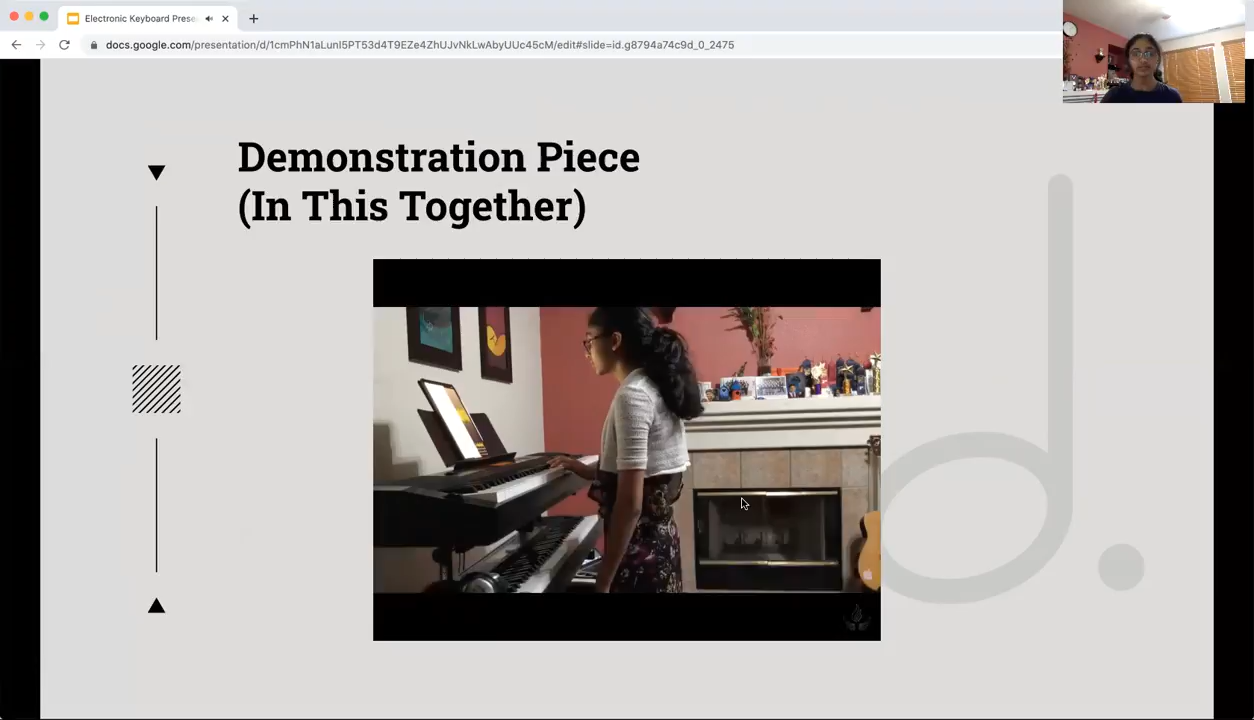 Electronic Keyboard Prese
docs.google.com/presentation/d/1cmPhN1aLunI5PT53d4T9EZe4ZhUJvNkLwAbyUUc45cM/edit#slide=id.g8794a74c9d_0_2475
Demonstration Piece
(In This Together)